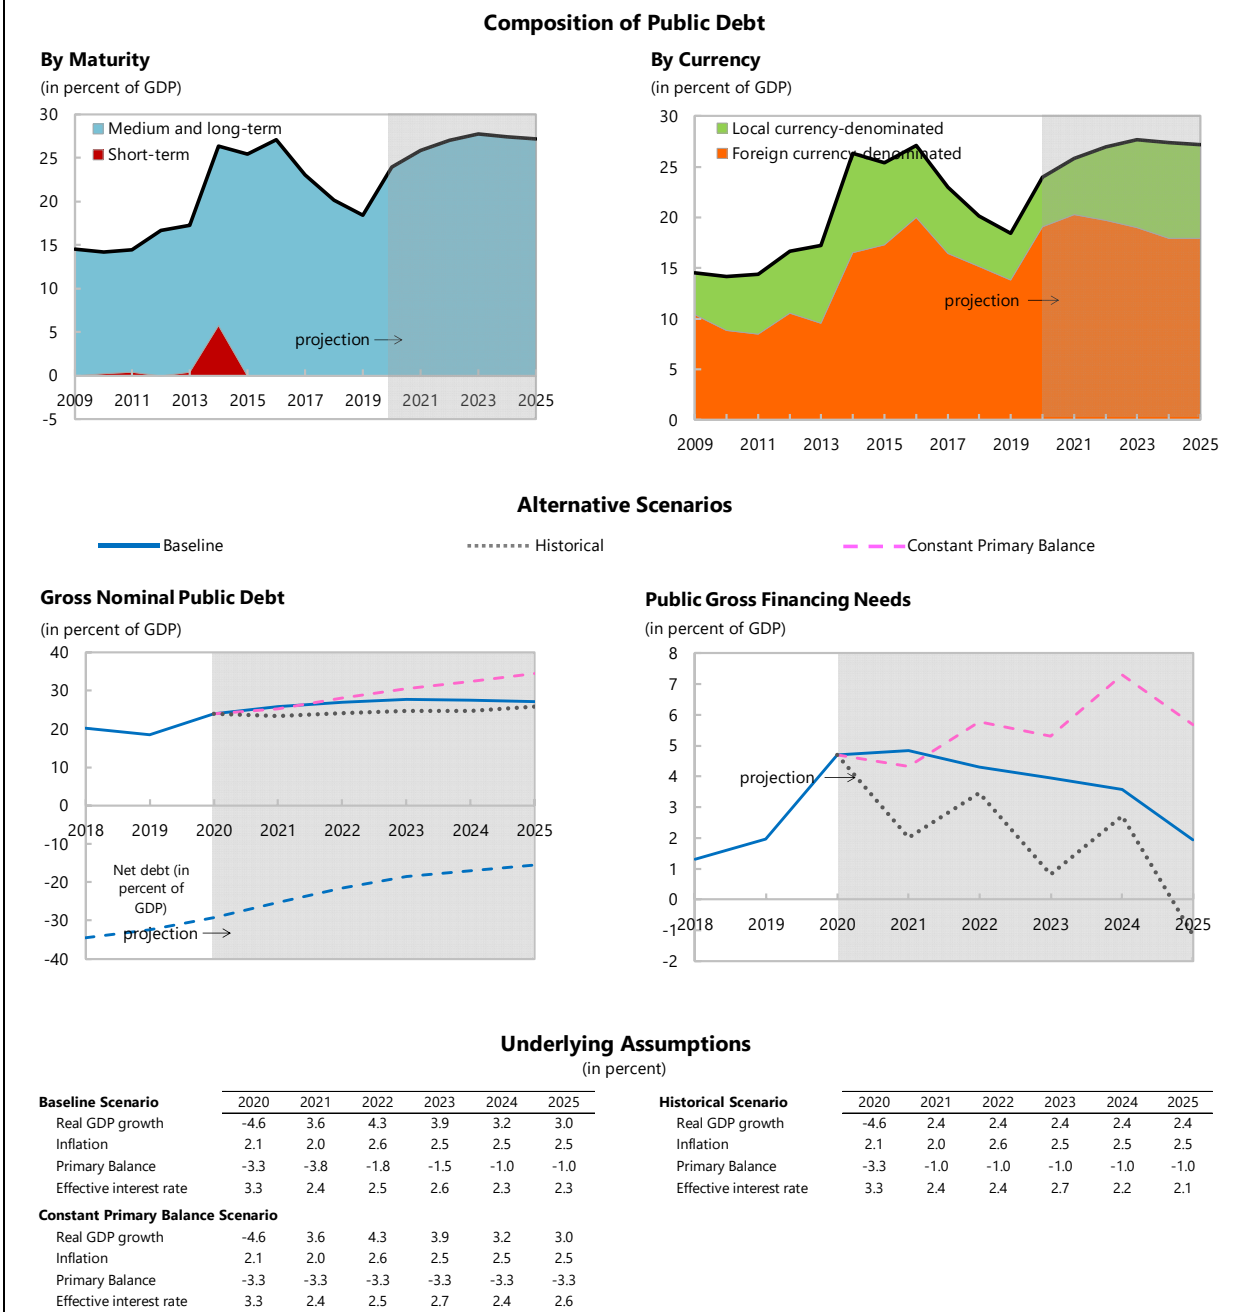 Composition of Public Debt
By Maturity
(in percent of GDP)
30
25
20
15
10
5
0
-5
Medium and long-term
Short-term
projection
2009 2011 2013 2015 2017 2019 2021 2023 2025
By Currency
(in percent of GDP)
30
25
20
15
10
5
0
Local currency-denominated
Foreign currency-denominated
projection
2009 2011 2013 2015 2017 2019 2021 2023 2025
Alternative Scenarios
Baseline Historical Constant Primary Balance
Gross Nominal Public Debt
(in percent of GDP)
40
30
20
10
0
-10
-20
-30
-40
2018 2019 2020 2021 2022 2023 2024 2025
Net debt (in
percent of
GDP)
projection
Public Gross Financing Needs
(in percent of GDP)
8
7
6
5
4
3
2
1
0
-1
-2
projection
2018 2019 2020 2021 2022 2023 2024 2025
Underlying Assumptions
(in percent)
Baseline Scenario 2020 2021 2022 2023 2024 2025
Real GDP growth -4.6 3.6 4.3 3.9 3.2 3.0
Inflation 2.1 2.0 2.6 2.5 2.5 2.5
Primary Balance -3.3 -3.8 -1.8 -1.5 -1.0 -1.0
Effective interest rate 3.3 2.4 2.5 2.6 2.3 2.3
Constant Primary Balance Scenario
Real GDP growth -4.6 3.6 4.3 3.9 3.2 3.0
Inflation 2.1 2.0 2.6 2.5 2.5 2.5
Primary Balance -3.3 -3.3 -3.3 -3.3 -3.3 -3.3
Effective interest rate 3.3 2.4 2.5 2.7 2.4 2.6
Historical Scenario 2020 2021 2022 2023 2024 2025
Real GDP growth -4.6 2.4 2.4 2.4 2.4 2.4
Inflation 2.1 2.0 2.6 2.5 2.5 2.5
Primary Balance -3.3 -1.0 -1.0 -1.0 -1.0 -1.0
Effective interest rate 3.3 2.4 2.4 2.7 2.2 2.1